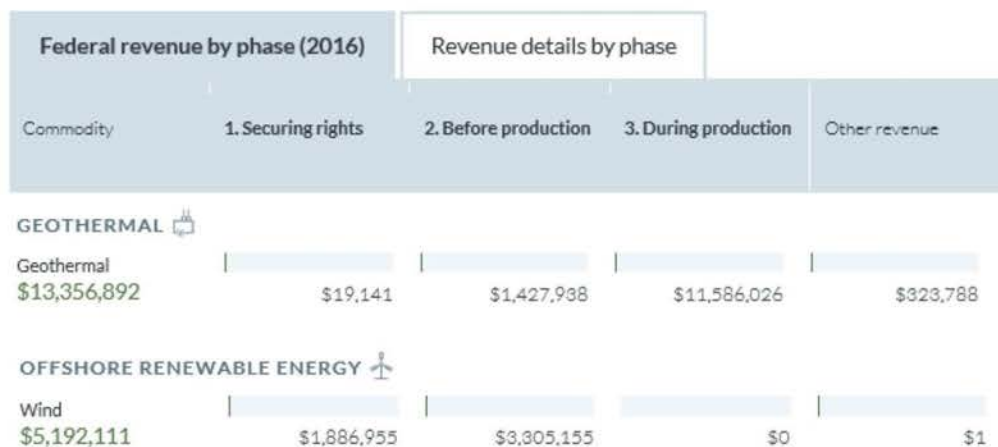 Federal revenue by phase (2016) Revenue details by phase
Commodity 1. Securing rights 2. Before production 3. During production Other revenue
GEOTHERMAL
Geothermal
$13,356,892 $19,141 $1,427,938 $11,586,026 $323,788
OFFSHORE RENEWABLE ENERGY
Wind
$5,192,111 $1,886,955 $3,305,155 $0 $1